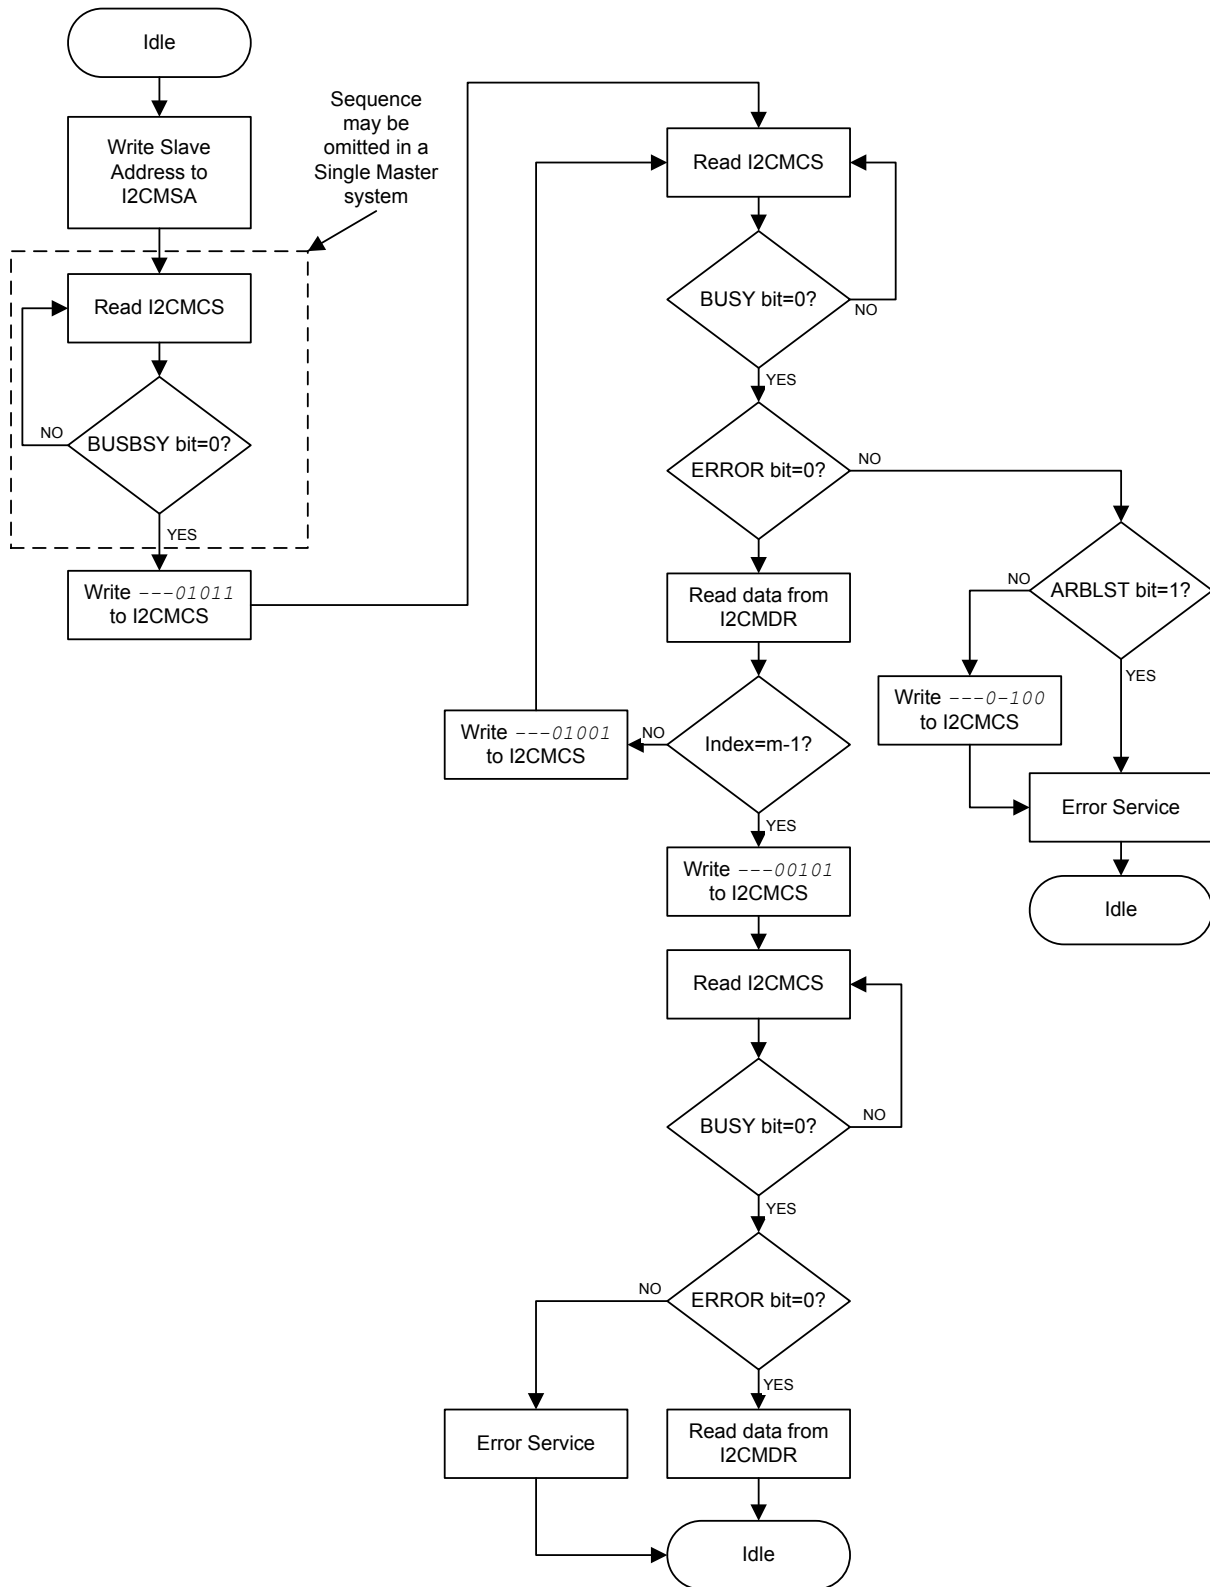 Idle
Write Slave
Address to
I2CMSA
Sequence
may be
omitted in a
Single Master
system
Read I2CMCS
BUSBSY bit=0?
NO
YES
Write ---01011
to I2CMCS
Read I2CMCS
BUSY bit=0?
NO
YES
ERROR bit=0?
NO
Read data from
I2CMDR
ARBLST bit=1?
NO
YES
Write ---0-100
to I2CMCS
Error Service
Idle
Index=m-1?
NO
Write ---01001
to I2CMCS
YES
Write ---00101
to I2CMCS
Read I2CMCS
BUSY bit=0?
NO
YES
ERROR bit=0?
NO
YES
Error Service
Read data from
I2CMDR
Idle